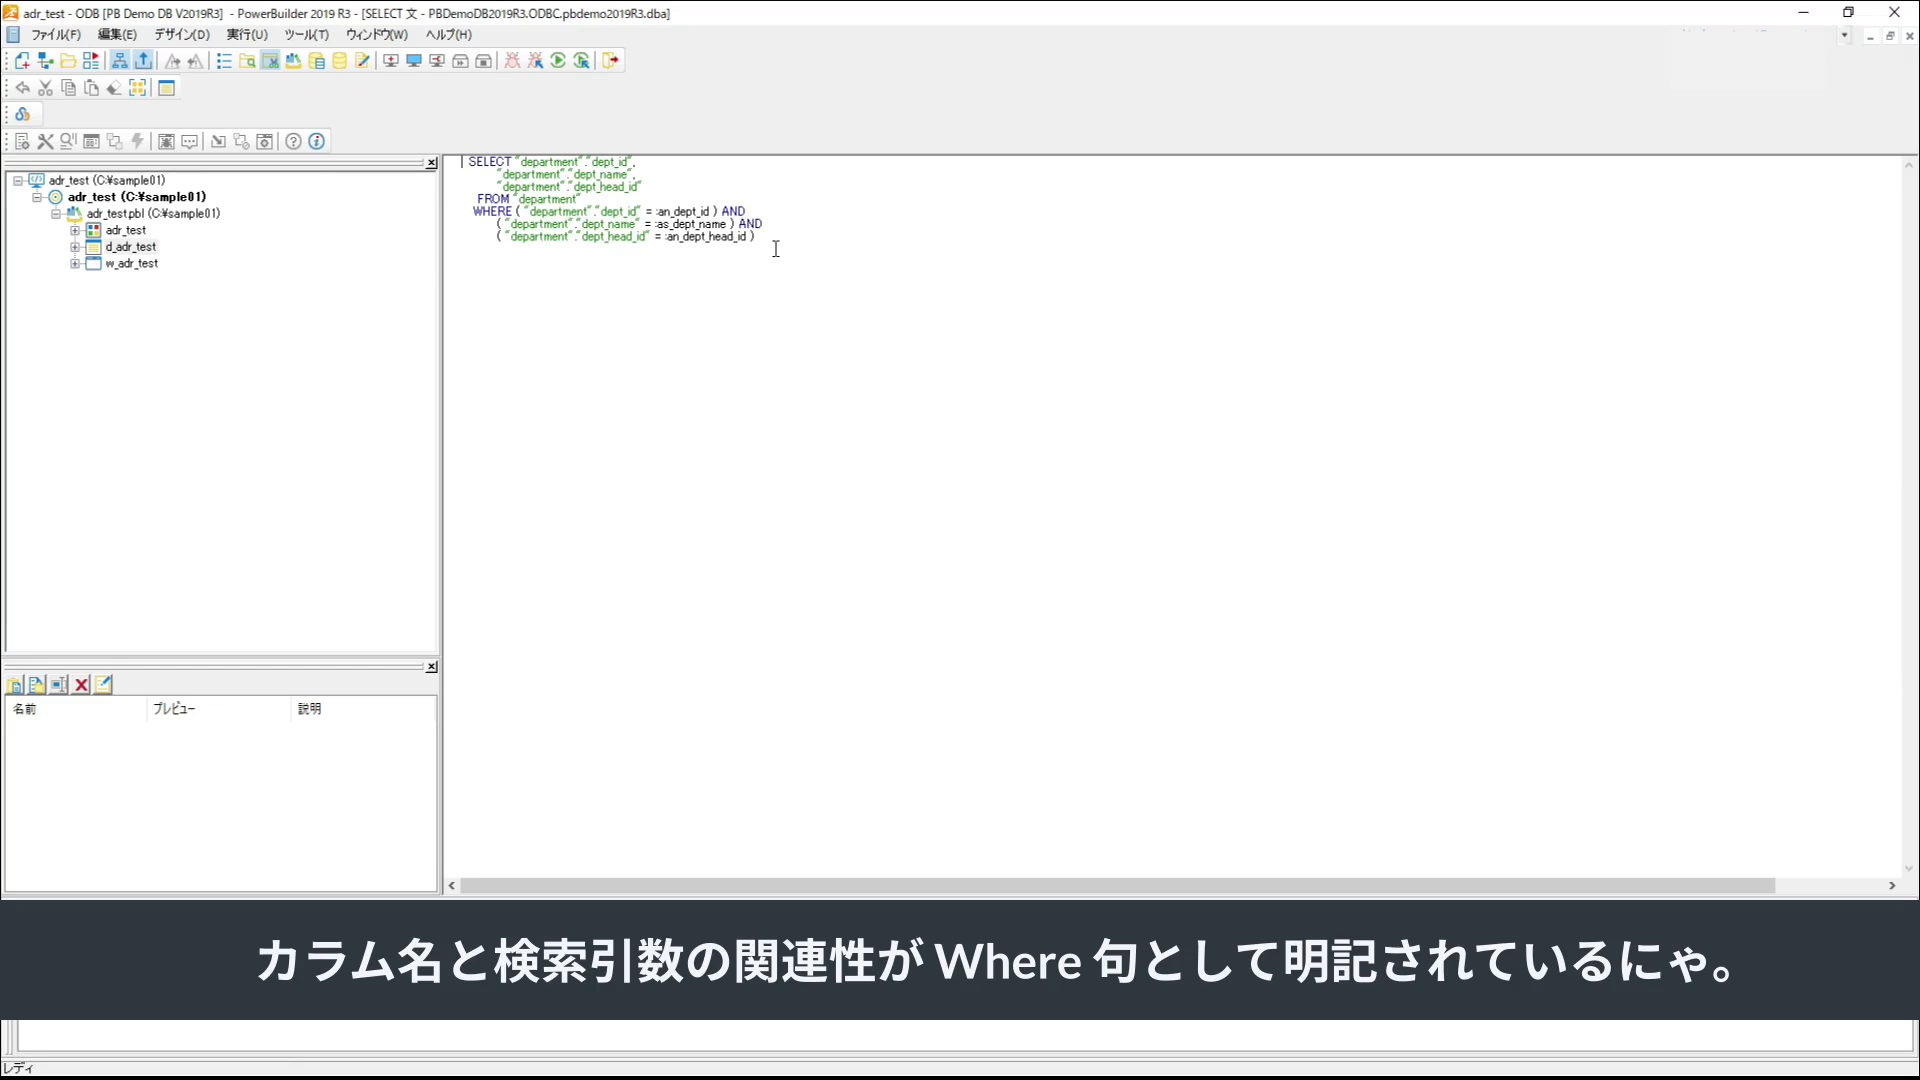 adr_test - ODB [PB Demo DB V2019R3] - PowerBuilder 2019 R3 - [SELECT 文 - PBDemoDB2019R3.ODBC.pbdemo2019R3.dba]
ファイル(F) 編集(E) デザイン(D) 実行(U) ツール(T) ウィンドウ(W) ヘルプ(H)
adr_test (C:¥sample01)
adr_test (C:¥sample01)
adr_test.pbl (C:¥sample01)
adr_test
d_adr_test
w_adr_test
SELECT "department"."dept_id",
"department"."dept_name",
"department"."dept_head_id"
FROM "department"
WHERE ( "department"."dept_id" = :an_dept_id ) AND
( "department"."dept_name" = :as_dept_name ) AND
( "department"."dept_head_id" = :an_dept_head_id )
名前 プレビュー 説明
カラム名と検索引数の関連性が Where 句として明記されているにゃ。
レディ